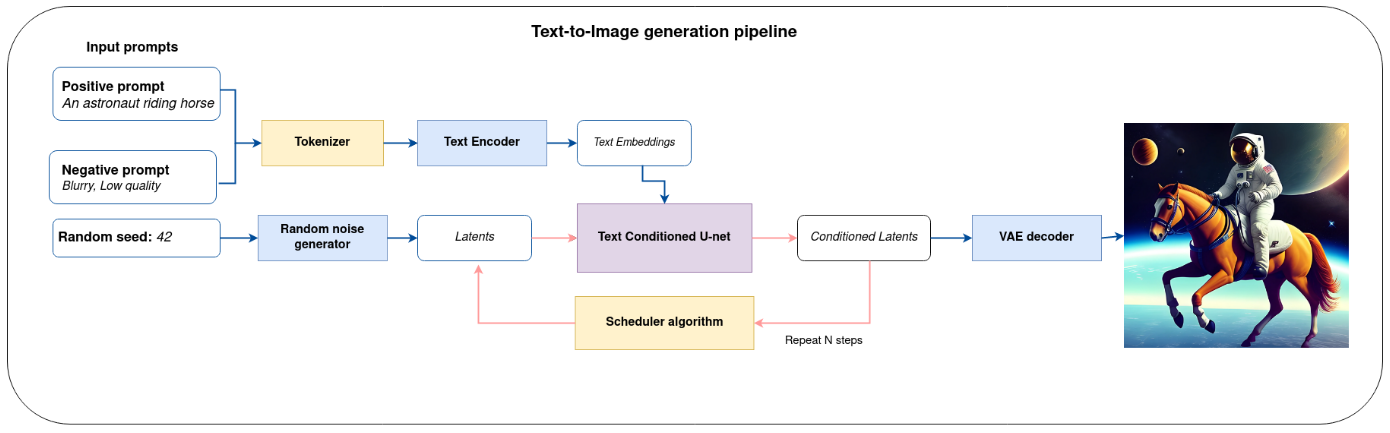 Text-to-Image generation pipeline
Input prompts
Positive prompt
An astronaut riding horse
Negative prompt
Blurry, Low quality
Random seed: 42
Tokenizer
Text Encoder
Text Embeddings
Random noise
generator
Latents
Text Conditioned U-net
Conditioned Latents
VAE decoder
Scheduler algorithm
Repeat N steps